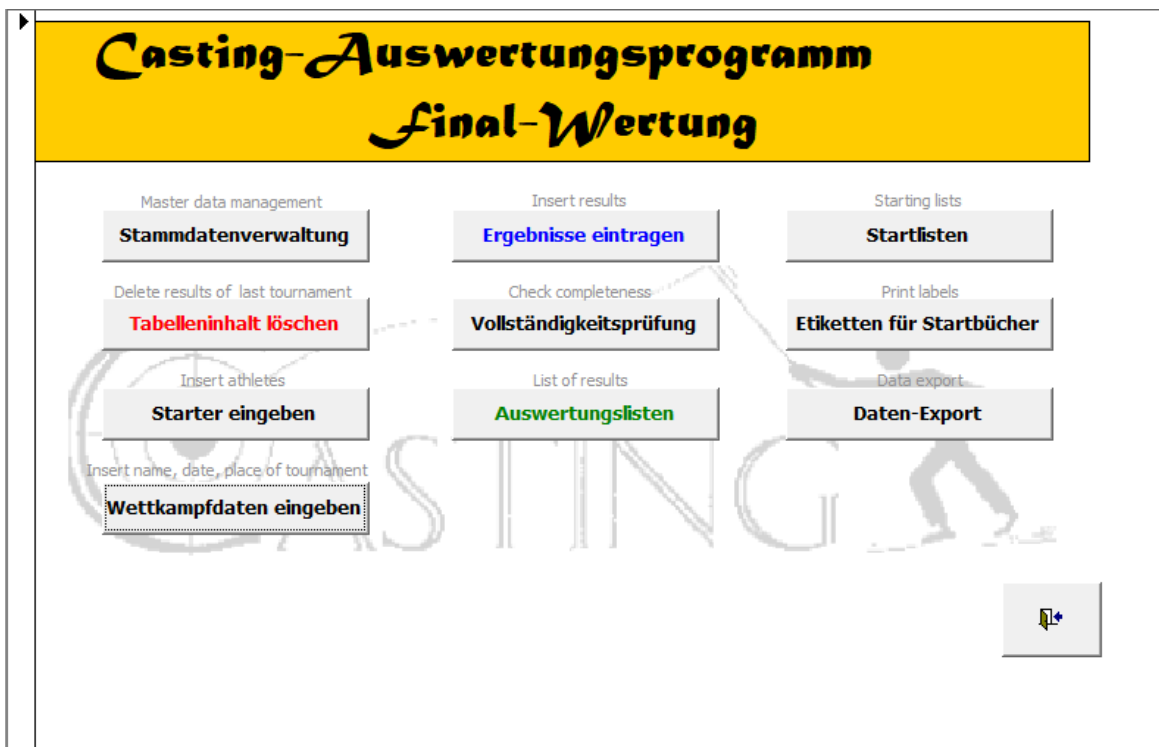 Casting-Auswertungsprogramm
Final-Wertung
Master data management
Stammdatenverwaltung
Delete results of last tournament
Tabelleninhalt löschen
Insert athletes
Starter eingeben
Insert name, date, place of tournament
Wettkampfdaten eingeben
Insert results
Ergebnisse eintragen
Check completeness
Vollständigkeitsprüfung
List of results
Auswertungslisten
Starting lists
Startlisten
Print labels
Etiketten für Startbücher
Data export
Daten-Export
CASTING